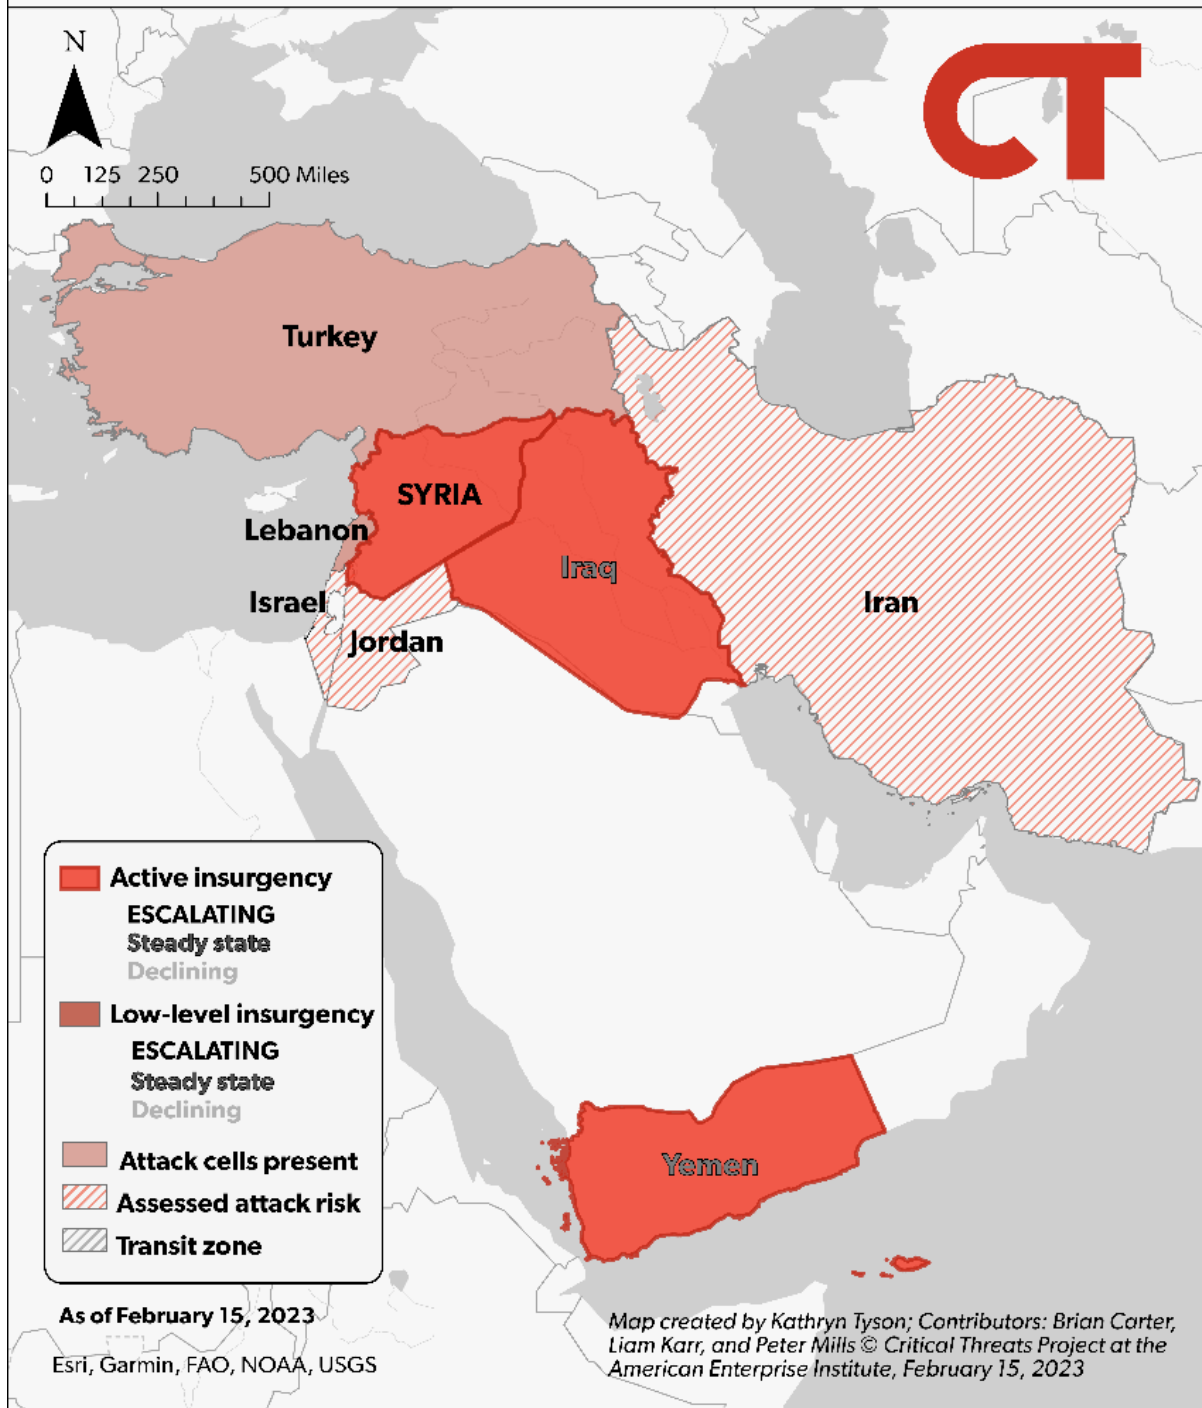 N
CT
0 125 250 500 Miles
Turkey
SYRIA
Lebanon
Iraq
Israel
Iran
Jordan
Active insurgency
ESCALATING
Steady state
Declining
Low-level insurgency
ESCALATING
Steady state
Declining
Attack cells present
Assessed attack risk
Transit zone
Yemen
As of February 15, 2023
Esri, Garmin, FAO, NOAA, USGS
Map created by Kathryn Tyson; Contributors: Brian Carter,
Liam Karr, and Peter Mills © Critical Threats Project at the
American Enterprise Institute, February 15, 2023